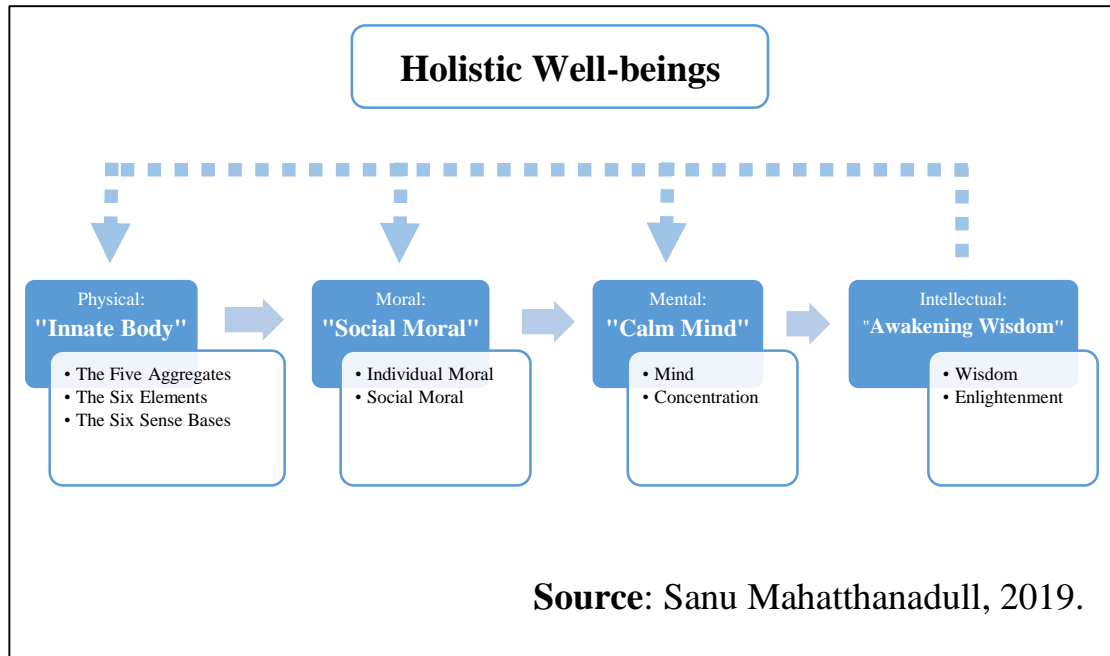 Holistic Well-beings
Physical:
"Innate Body"
• The Five Aggregates
• The Six Elements
• The Six Sense Bases
Moral:
"Social Moral"
• Individual Moral
• Social Moral
Mental:
"Calm Mind"
• Mind
• Concentration
Intellectual:
"Awakening Wisdom"
• Wisdom
• Enlightenment
Source: Sanu Mahatthanadull, 2019.